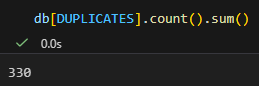 db[DUPLICATES].count().sum()
0.0s
330